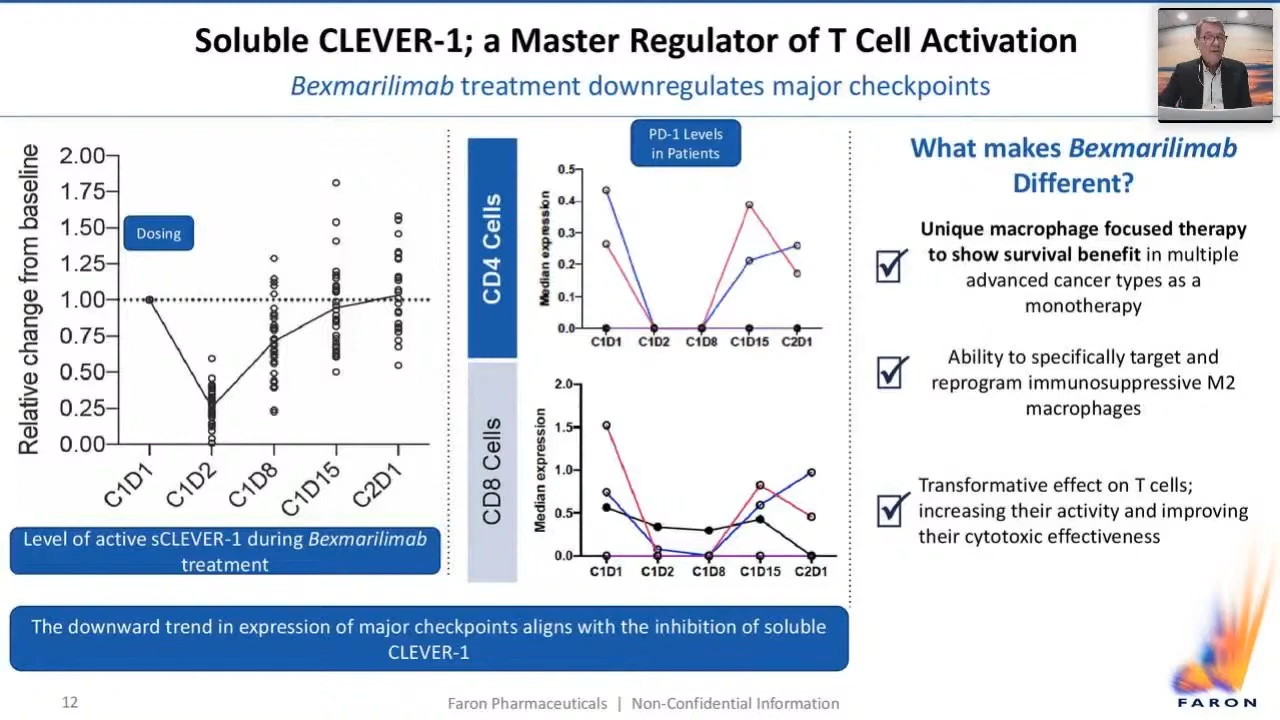 Soluble CLEVER-1; a Master Regulator of T Cell Activation
Bexmarilimab treatment downregulates major checkpoints
Relative change from baseline
2.00
1.75
1.50
1.25
1.00
0.75
0.50
0.25
0.00
Dosing
C1D1
C1D2
C1D8
C1D15
C2D1
Level of active sCLEVER-1 during Bexmarilimab
treatment
CD4 Cells
PD-1 Levels
in Patients
Median expression
0.5
0.4
0.3
0.2
0.1
0.0
C1D1
C1D2
C1D8
C1D15
C2D1
CD8 Cells
Median expression
2.0
1.5
1.0
0.5
0.0
C1D1
C1D2
C1D8
C1D15
C2D1
The downward trend in expression of major checkpoints aligns with the inhibition of soluble
CLEVER-1
What makes Bexmarilimab
Different?
Unique macrophage focused therapy
to show survival benefit in multiple
advanced cancer types as a
monotherapy
Ability to specifically target and
reprogram immunosuppressive M2
macrophages
Transformative effect on T cells;
increasing their activity and improving
their cytotoxic effectiveness
12
Faron Pharmaceuticals | Non-Confidential Information
FARON